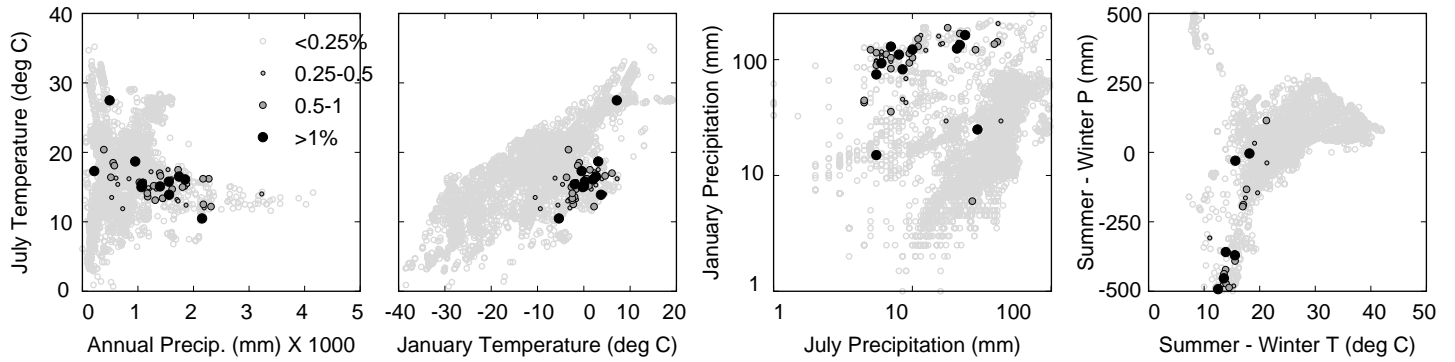 July Temperature (deg C)
40
30
20
10
0
<0.25%
0.25-0.5
0.5-1
>1%
0 1 2 3 4 5
Annual Precip. (mm) X 1000
-40 -30 -20 -10 0 10 20
January Temperature (deg C)
January Precipitation (mm)
100
10
1
1 10 100
July Precipitation (mm)
Summer - Winter P (mm)
500
250
0
-250
-500
0 10 20 30 40 50
Summer - Winter T (deg C)